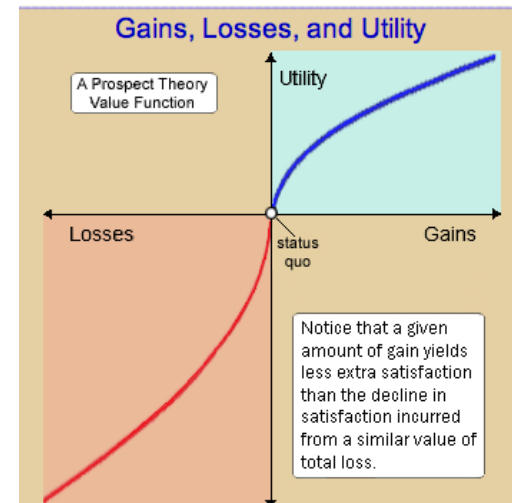 Gains, Losses, and Utility
A Prospect Theory
Value Function
Utility
Losses
status
quo
Gains
Notice that a given
amount of gain yields
less extra satisfaction
than the decline in
satisfaction incurred
from a similar value of
total loss.